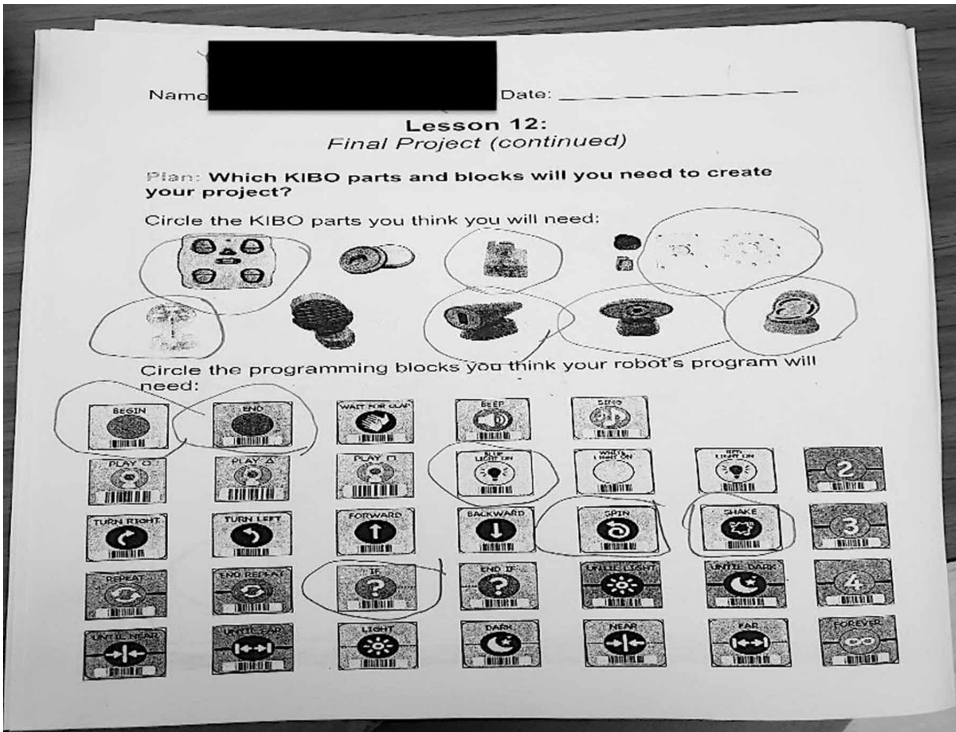 Name Date:
Lesson 12:
Final Project (continued)
Plan: Which KIBO parts and blocks will you need to create
your project?
Circle the KIBO parts you think you will need:
Circle the programming blocks you think your robot's program will
need:
BEGIN END WAIT FOR CLAP BEEP SING
PLAY ○ PLAY △ PLAY □ BLUE LIGHT ON WHITE LIGHT ON RED LIGHT ON 2
TURN RIGHT TURN LEFT FORWARD BACKWARD SPIN SHAKE 3
REPEAT END REPEAT IF ? END IF ? UNTIL LIGHT UNTIL DARK 4
UNTIL NEAR UNTIL FAR LIGHT DARK NEAR FAR FOREVER